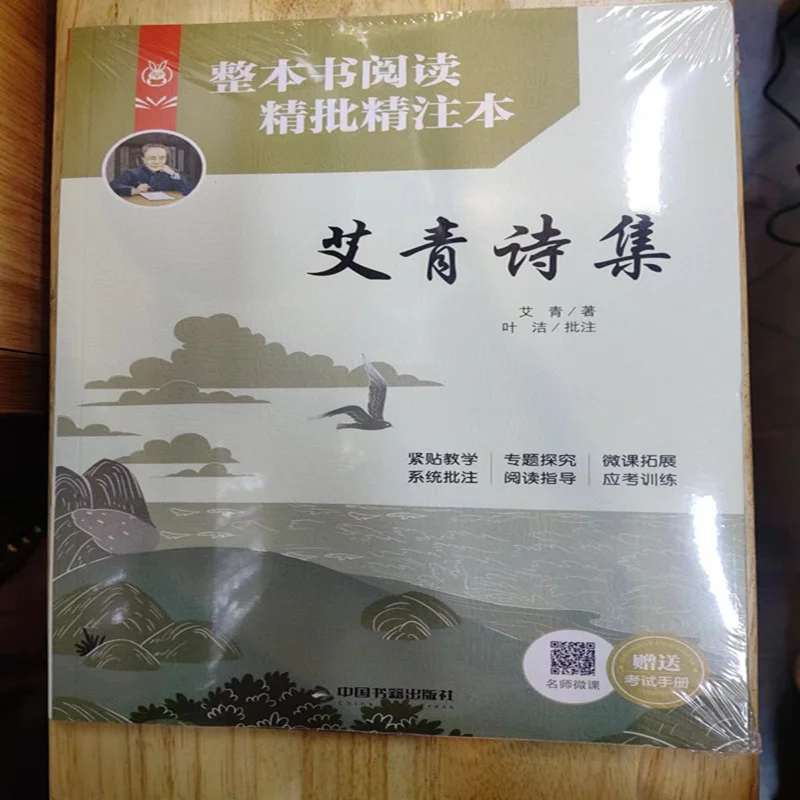 整本书阅读
精批精注本
艾青诗集
艾 青/著
叶 洁/批注
紧贴教学 专题探究 微课拓展
系统批注 阅读指导 应考训练
名师微课
赠送
考试手册
中国书籍出版社